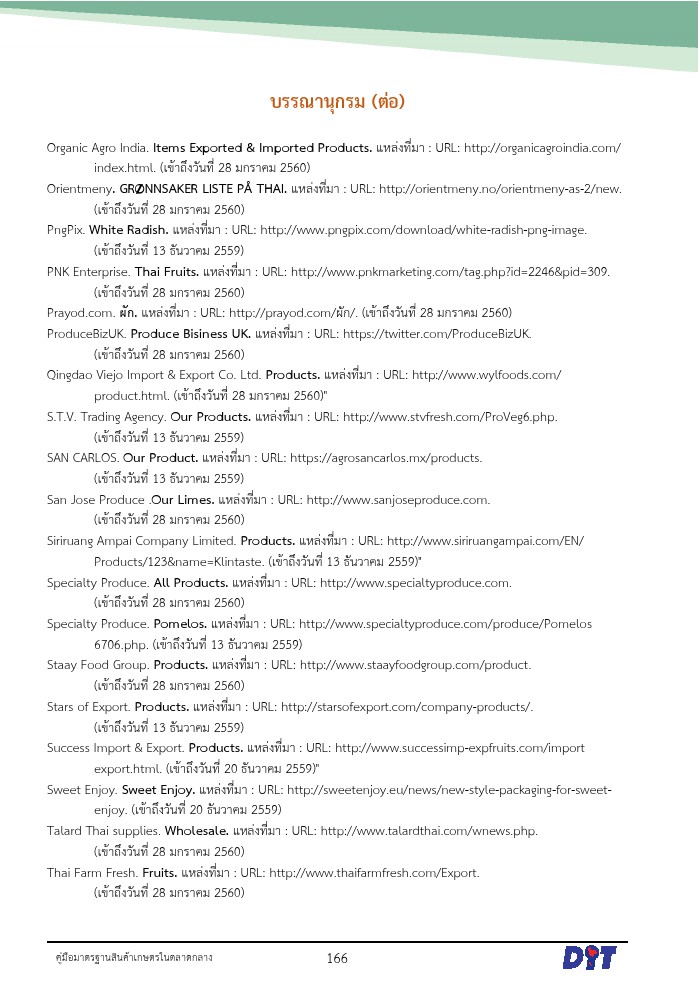 บรรณานุกรม (ต่อ)
Organic Agro India. Items Exported & Imported Products. แหล่งที่มา : URL: http://organicagroindia.com/
index.html. (เข้าถึงวันที่ 28 มกราคม 2560)
Orientmeny. GRØNNSAKER LISTE PÅ THAI. แหล่งที่มา : URL: http://orientmeny.no/orientmeny-as-2/new.
(เข้าถึงวันที่ 28 มกราคม 2560)
PngPix. White Radish. แหล่งที่มา : URL: http://www.pngpix.com/download/white-radish-png-image.
(เข้าถึงวันที่ 13 ธันวาคม 2559)
PNK Enterprise. Thai Fruits. แหล่งที่มา : URL: http://www.pnkmarketing.com/tag.php?id=2246&pid=309.
(เข้าถึงวันที่ 28 มกราคม 2560)
Prayod.com. ผัก. แหล่งที่มา : URL: http://prayod.com/ผัก/. (เข้าถึงวันที่ 28 มกราคม 2560)
ProduceBizUK. Produce Bisiness UK. แหล่งที่มา : URL: https://twitter.com/ProduceBizUK.
(เข้าถึงวันที่ 28 มกราคม 2560)
Qingdao Viejo Import & Export Co. Ltd. Products. แหล่งที่มา : URL: http://www.wylfoods.com/
product.html. (เข้าถึงวันที่ 28 มกราคม 2560)"
S.T.V. Trading Agency. Our Products. แหล่งที่มา : URL: http://www.stvfresh.com/ProVeg6.php.
(เข้าถึงวันที่ 13 ธันวาคม 2559)
SAN CARLOS. Our Product. แหล่งที่มา : URL: https://agrosancarlos.mx/products.
(เข้าถึงวันที่ 13 ธันวาคม 2559)
San Jose Produce .Our Limes. แหล่งที่มา : URL: http://www.sanjoseproduce.com.
(เข้าถึงวันที่ 28 มกราคม 2560)
Siriruang Ampai Company Limited. Products. แหล่งที่มา : URL: http://www.siriruangampai.com/EN/
Products/123&name=Klintaste. (เข้าถึงวันที่ 13 ธันวาคม 2559)"
Specialty Produce. All Products. แหล่งที่มา : URL: http://www.specialtyproduce.com.
(เข้าถึงวันที่ 28 มกราคม 2560)
Specialty Produce. Pomelos. แหล่งที่มา : URL: http://www.specialtyproduce.com/produce/Pomelos
6706.php. (เข้าถึงวันที่ 13 ธันวาคม 2559)
Staay Food Group. Products. แหล่งที่มา : URL: http://www.staayfoodgroup.com/product.
(เข้าถึงวันที่ 28 มกราคม 2560)
Stars of Export. Products. แหล่งที่มา : URL: http://starsofexport.com/company-products/.
(เข้าถึงวันที่ 13 ธันวาคม 2559)
Success Import & Export. Products. แหล่งที่มา : URL: http://www.successimp-expfruits.com/import
export.html. (เข้าถึงวันที่ 20 ธันวาคม 2559)"
Sweet Enjoy. Sweet Enjoy. แหล่งที่มา : URL: http://sweetenjoy.eu/news/new-style-packaging-for-sweet-
enjoy. (เข้าถึงวันที่ 20 ธันวาคม 2559)
Talard Thai supplies. Wholesale. แหล่งที่มา : URL: http://www.talardthai.com/wnews.php.
(เข้าถึงวันที่ 28 มกราคม 2560)
Thai Farm Fresh. Fruits. แหล่งที่มา : URL: http://www.thaifarmfresh.com/Export.
(เข้าถึงวันที่ 28 มกราคม 2560)
คู่มือมาตรฐานสินค้าเกษตรในตลาดกลาง
166
DIT